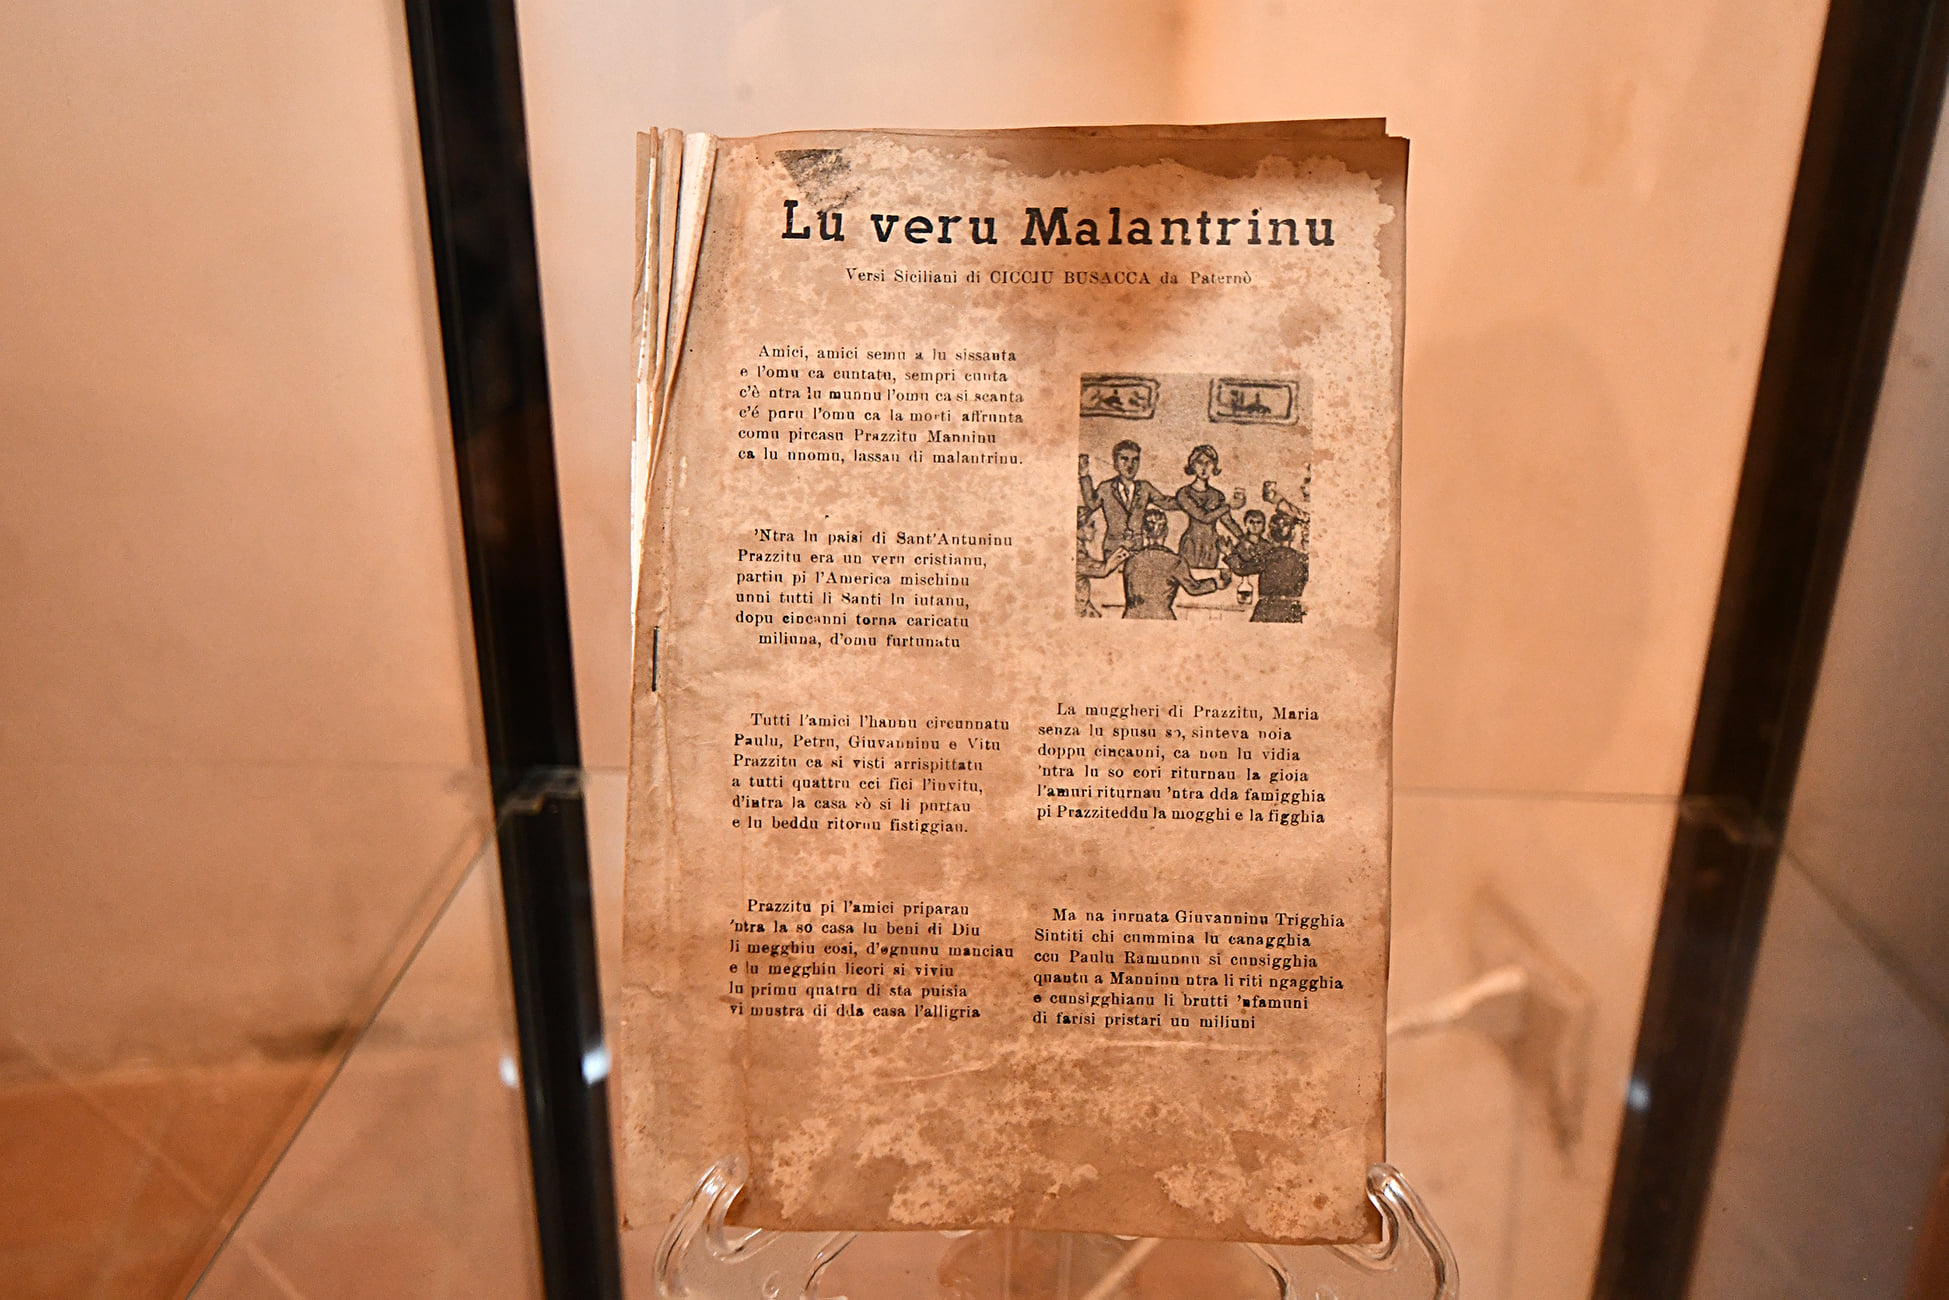 Lu veru Malantrinu
Versi Siciliani di CICCIU BUSACCA da Paternò
Amici, amici semu a lu sissanta
e l'omu ca cuntatu, sempri cunta
c'è ntra lu munnu l'omu ca si scanta
c'é puru l'omu ca la morti affrunta
comu pircasu Prazzitu Manninu
ca lu nnomu, lassau di malantrinu.
'Ntra lu paisi di Sant'Antuninu
Prazzitu era un veru cristianu,
partiu pi l'America mischinu
unni tutti li Santi lu iutanu,
dopu cincanni torna caricatu
miliuna, d'omu furtunatu
Tutti l'amici l'hannu circunnatu
Paulu, Petru, Giuvanninu e Vitu
Prazzitu ca si visti arrispittatu
a tutti quattru cci fici l'invitu,
d'intra la casa sò si li purtau
e lu beddu ritornu fistiggiau.
Prazzitu pi l'amici priparau
'ntra la so casa lu beni di Diu
li megghiu cosi, d'ognunu manciau
e lu megghiu licori si viviu
lu primu quatru di sta puisia
vi mustra di dda casa l'alligria
La muggheri di Prazzitu, Maria
senza lu spusu so, sinteva noia
doppu cincanni, ca non lu vidia
'ntra lu so cori riturnau la gioia
l'amuri riturnau 'ntra dda famigghia
pi Prazziteddu la mogghi e la figghia
Ma na jurnata Giuvanninu Trigghia
Sintiti chi cummina lu canagghia
ccu Paulu Ramunnu si cunsigghia
quantu a Manninu ntra li riti ngagghia
e cunsigghianu li brutti 'nfamuni
di farisi pristari un miliuni